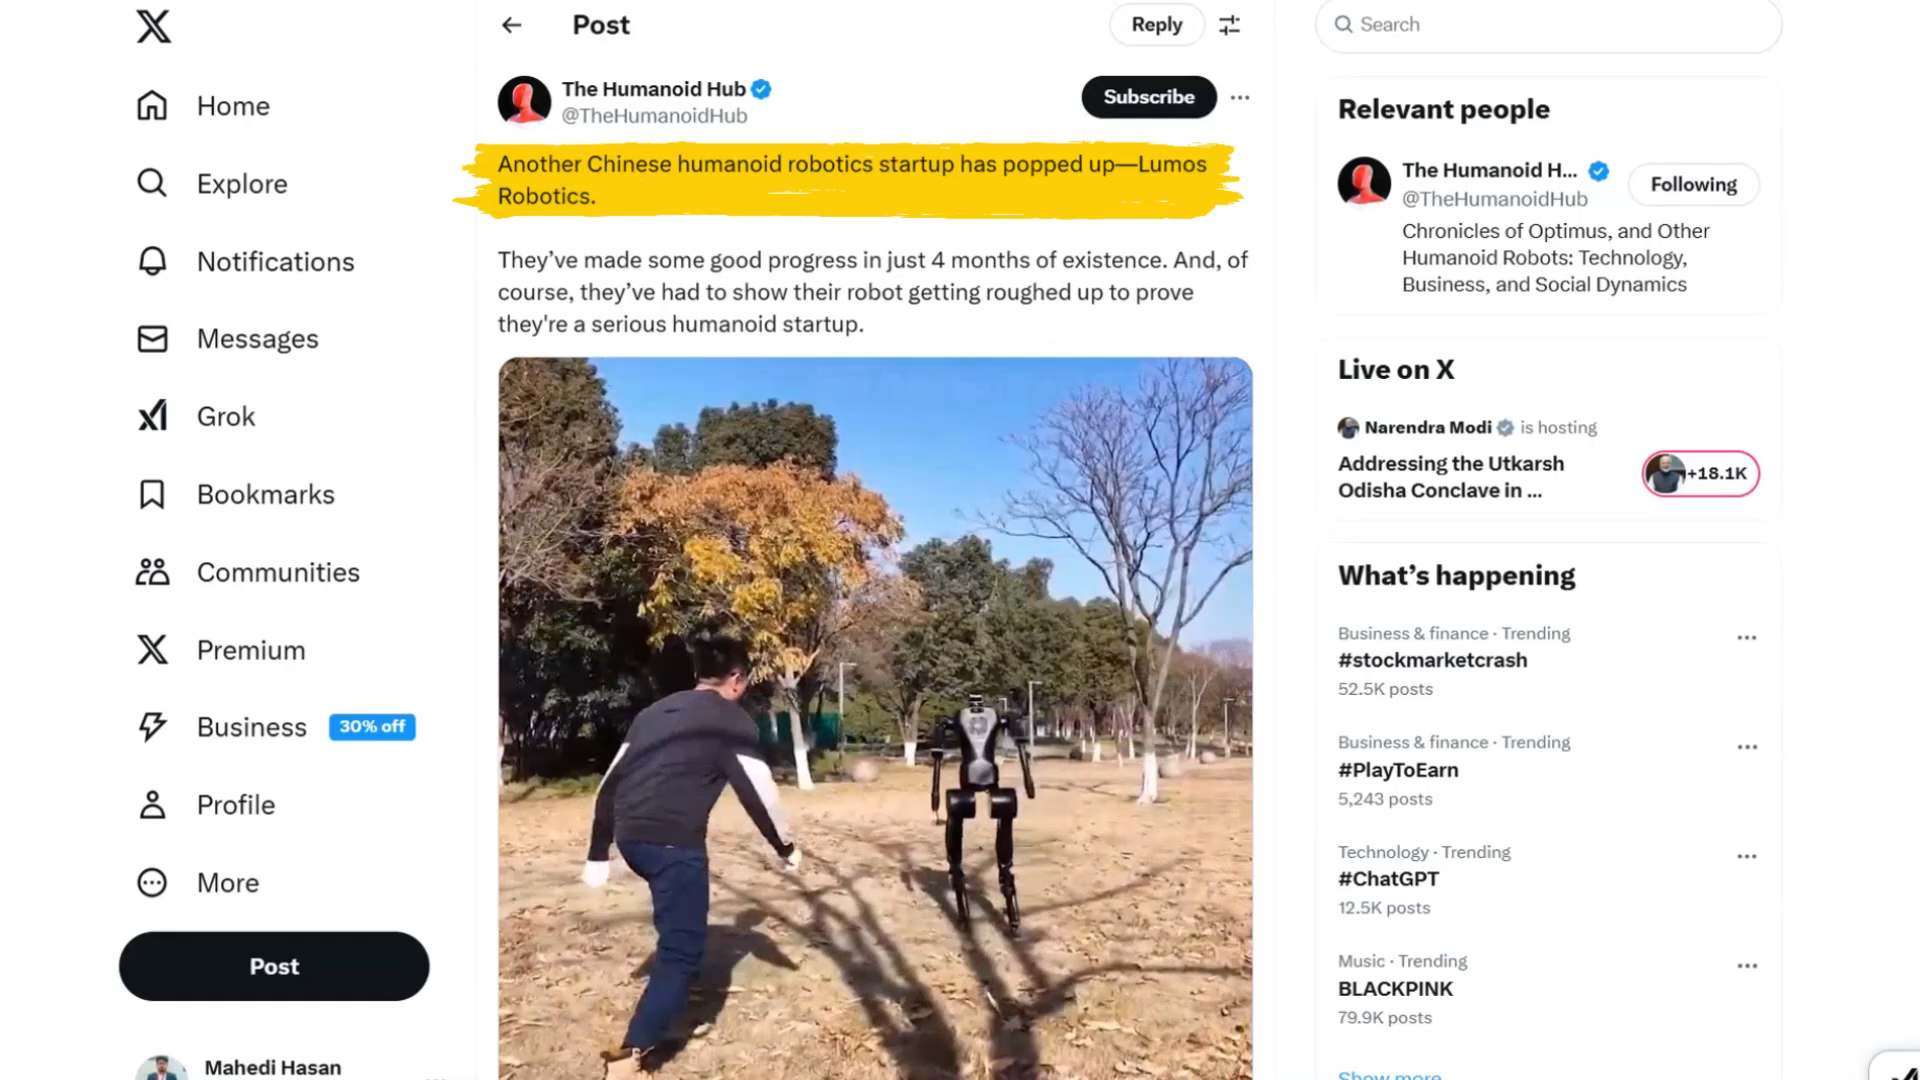 Home
Explore
Notifications
Messages
Grok
Bookmarks
Communities
Premium
Business 30% off
Profile
More
Post
Mahedi Hasan
Post
Reply
The Humanoid Hub
@TheHumanoidHub
Subscribe
Another Chinese humanoid robotics startup has popped up—Lumos
Robotics.
They’ve made some good progress in just 4 months of existence. And, of
course, they’ve had to show their robot getting roughed up to prove
they're a serious humanoid startup.
Search
Relevant people
The Humanoid H...
@TheHumanoidHub
Following
Chronicles of Optimus, and Other
Humanoid Robots: Technology,
Business, and Social Dynamics
Live on X
Narendra Modi is hosting
Addressing the Utkarsh
Odisha Conclave in ...
+18.1K
What’s happening
Business & finance · Trending
#stockmarketcrash
52.5K posts
Business & finance · Trending
#PlayToEarn
5,243 posts
Technology · Trending
#ChatGPT
12.5K posts
Music · Trending
BLACKPINK
79.9K posts
Show more